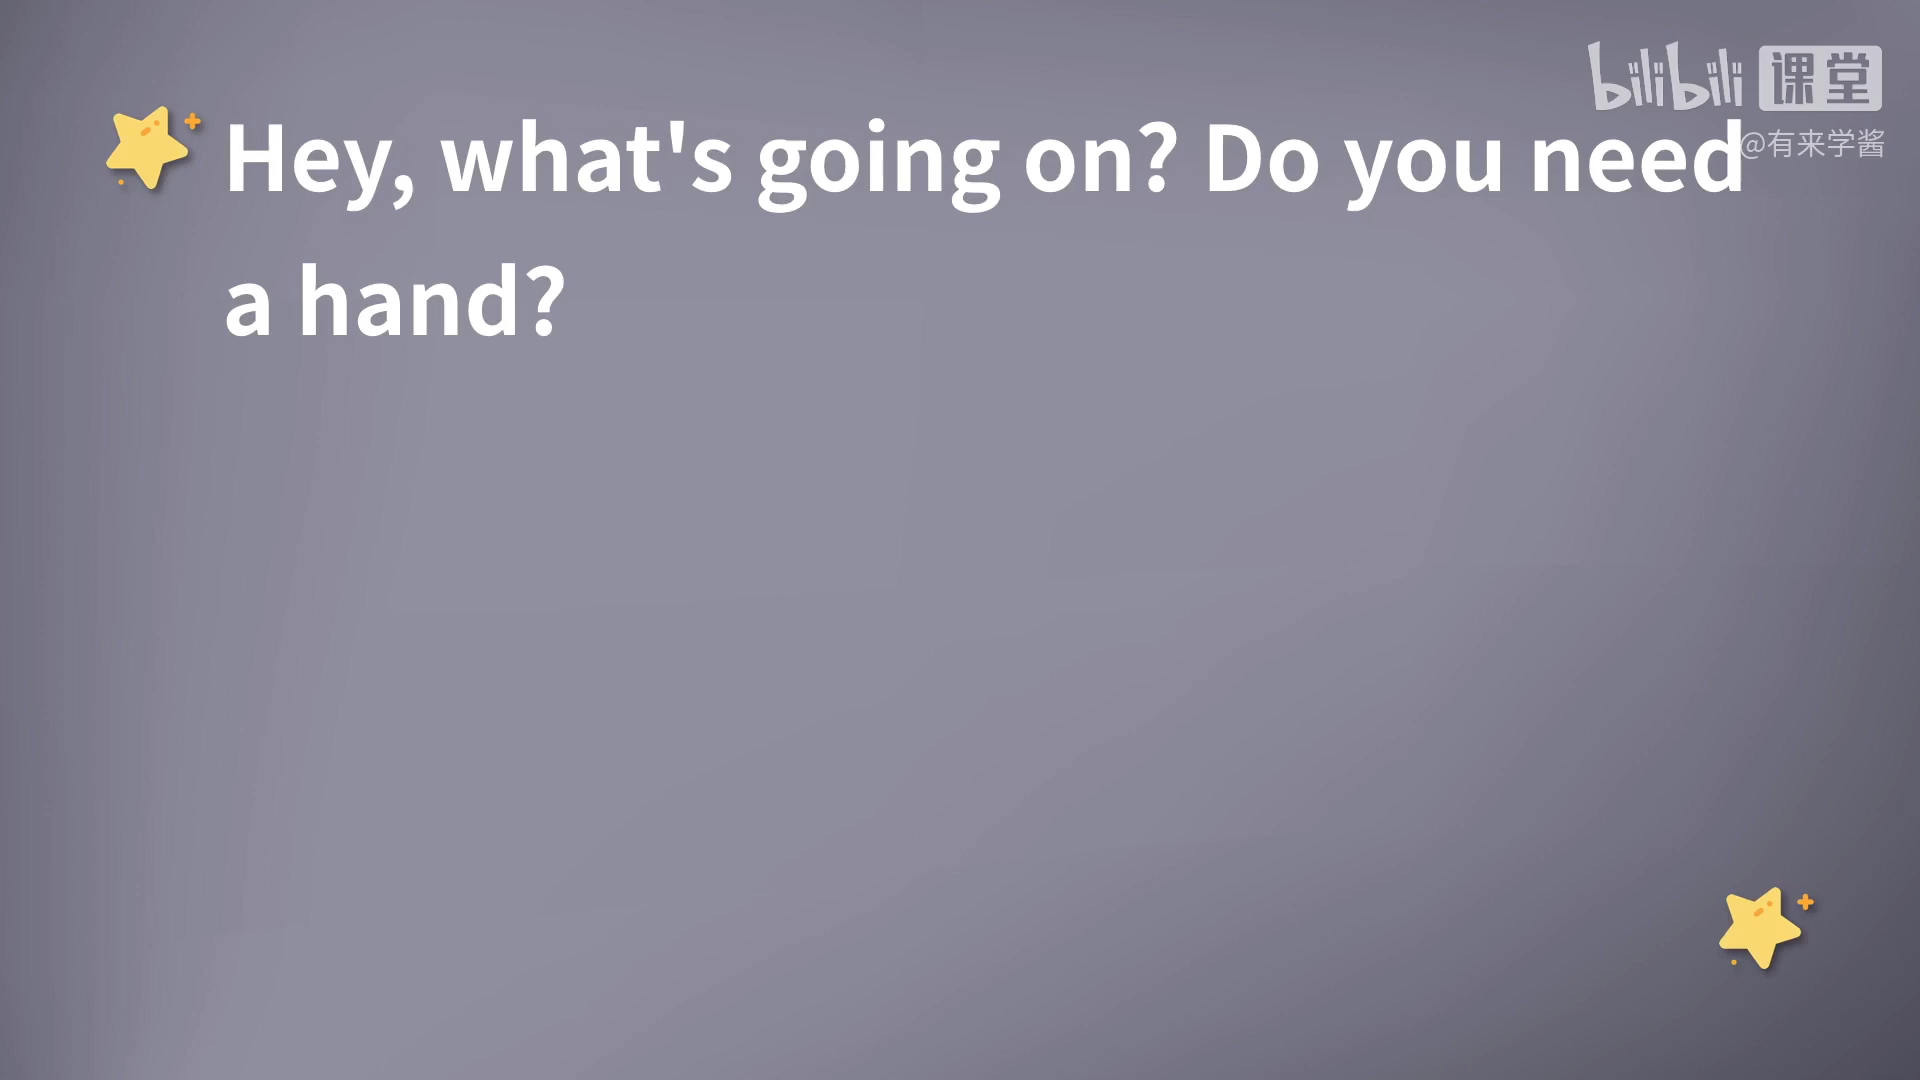 bilibili 课堂
@有来学酱
Hey, what's going on? Do you need
a hand?